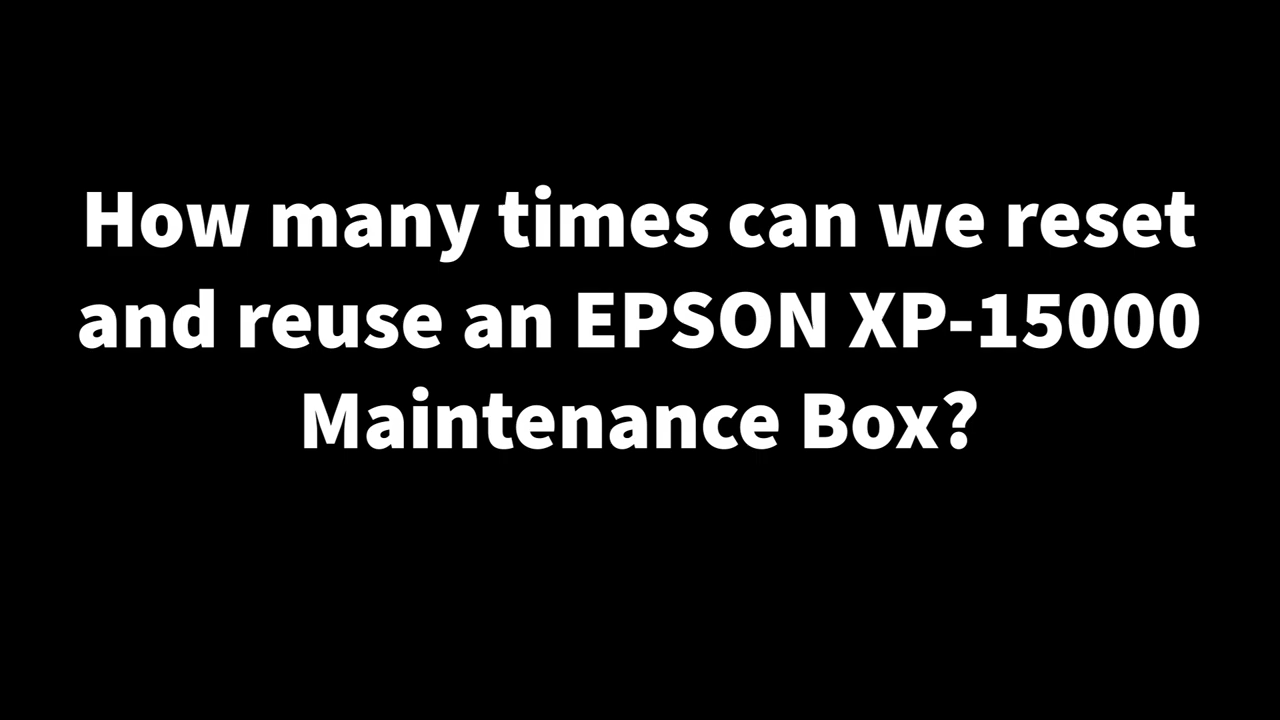 How many times can we reset
and reuse an EPSON XP-15000
Maintenance Box?